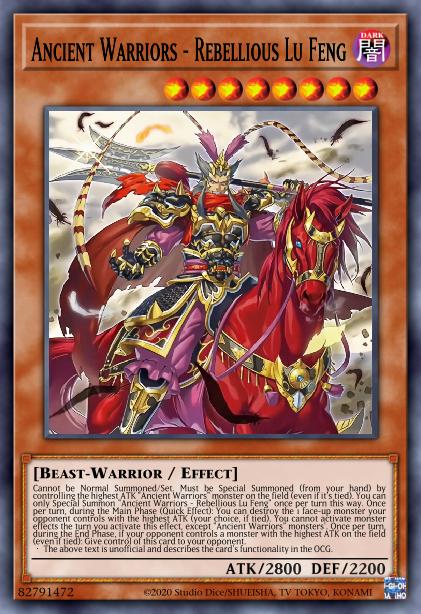 ANCIENT WARRIORS - REBELLIOUS LU FENG
DARK
闇
[BEAST-WARRIOR / EFFECT]
Cannot be Normal Summoned/Set. Must be Special Summoned (from your hand) by
controlling the highest ATK "Ancient Warriors" monster on the field (even if it's tied). You can
only Special Summon "Ancient Warriors - Rebellious Lu Feng" once per turn this way. Once
per turn, during the Main Phase (Quick Effect): You can destroy the 1 face-up monster your
opponent controls with the highest ATK (your choice, if tied). You cannot activate monster
effects the turn you activate this effect, except "Ancient Warriors" monsters'. Once per turn,
during the End Phase, if your opponent controls a monster with the highest ATK on the field
(even if tied): Give control of this card to your opponent.
· The above text is unofficial and describes the card's functionality in the OCG.
ATK/2800 DEF/2200
82791472
©2020 Studio Dice/SHUEISHA, TV TOKYO, KONAMI